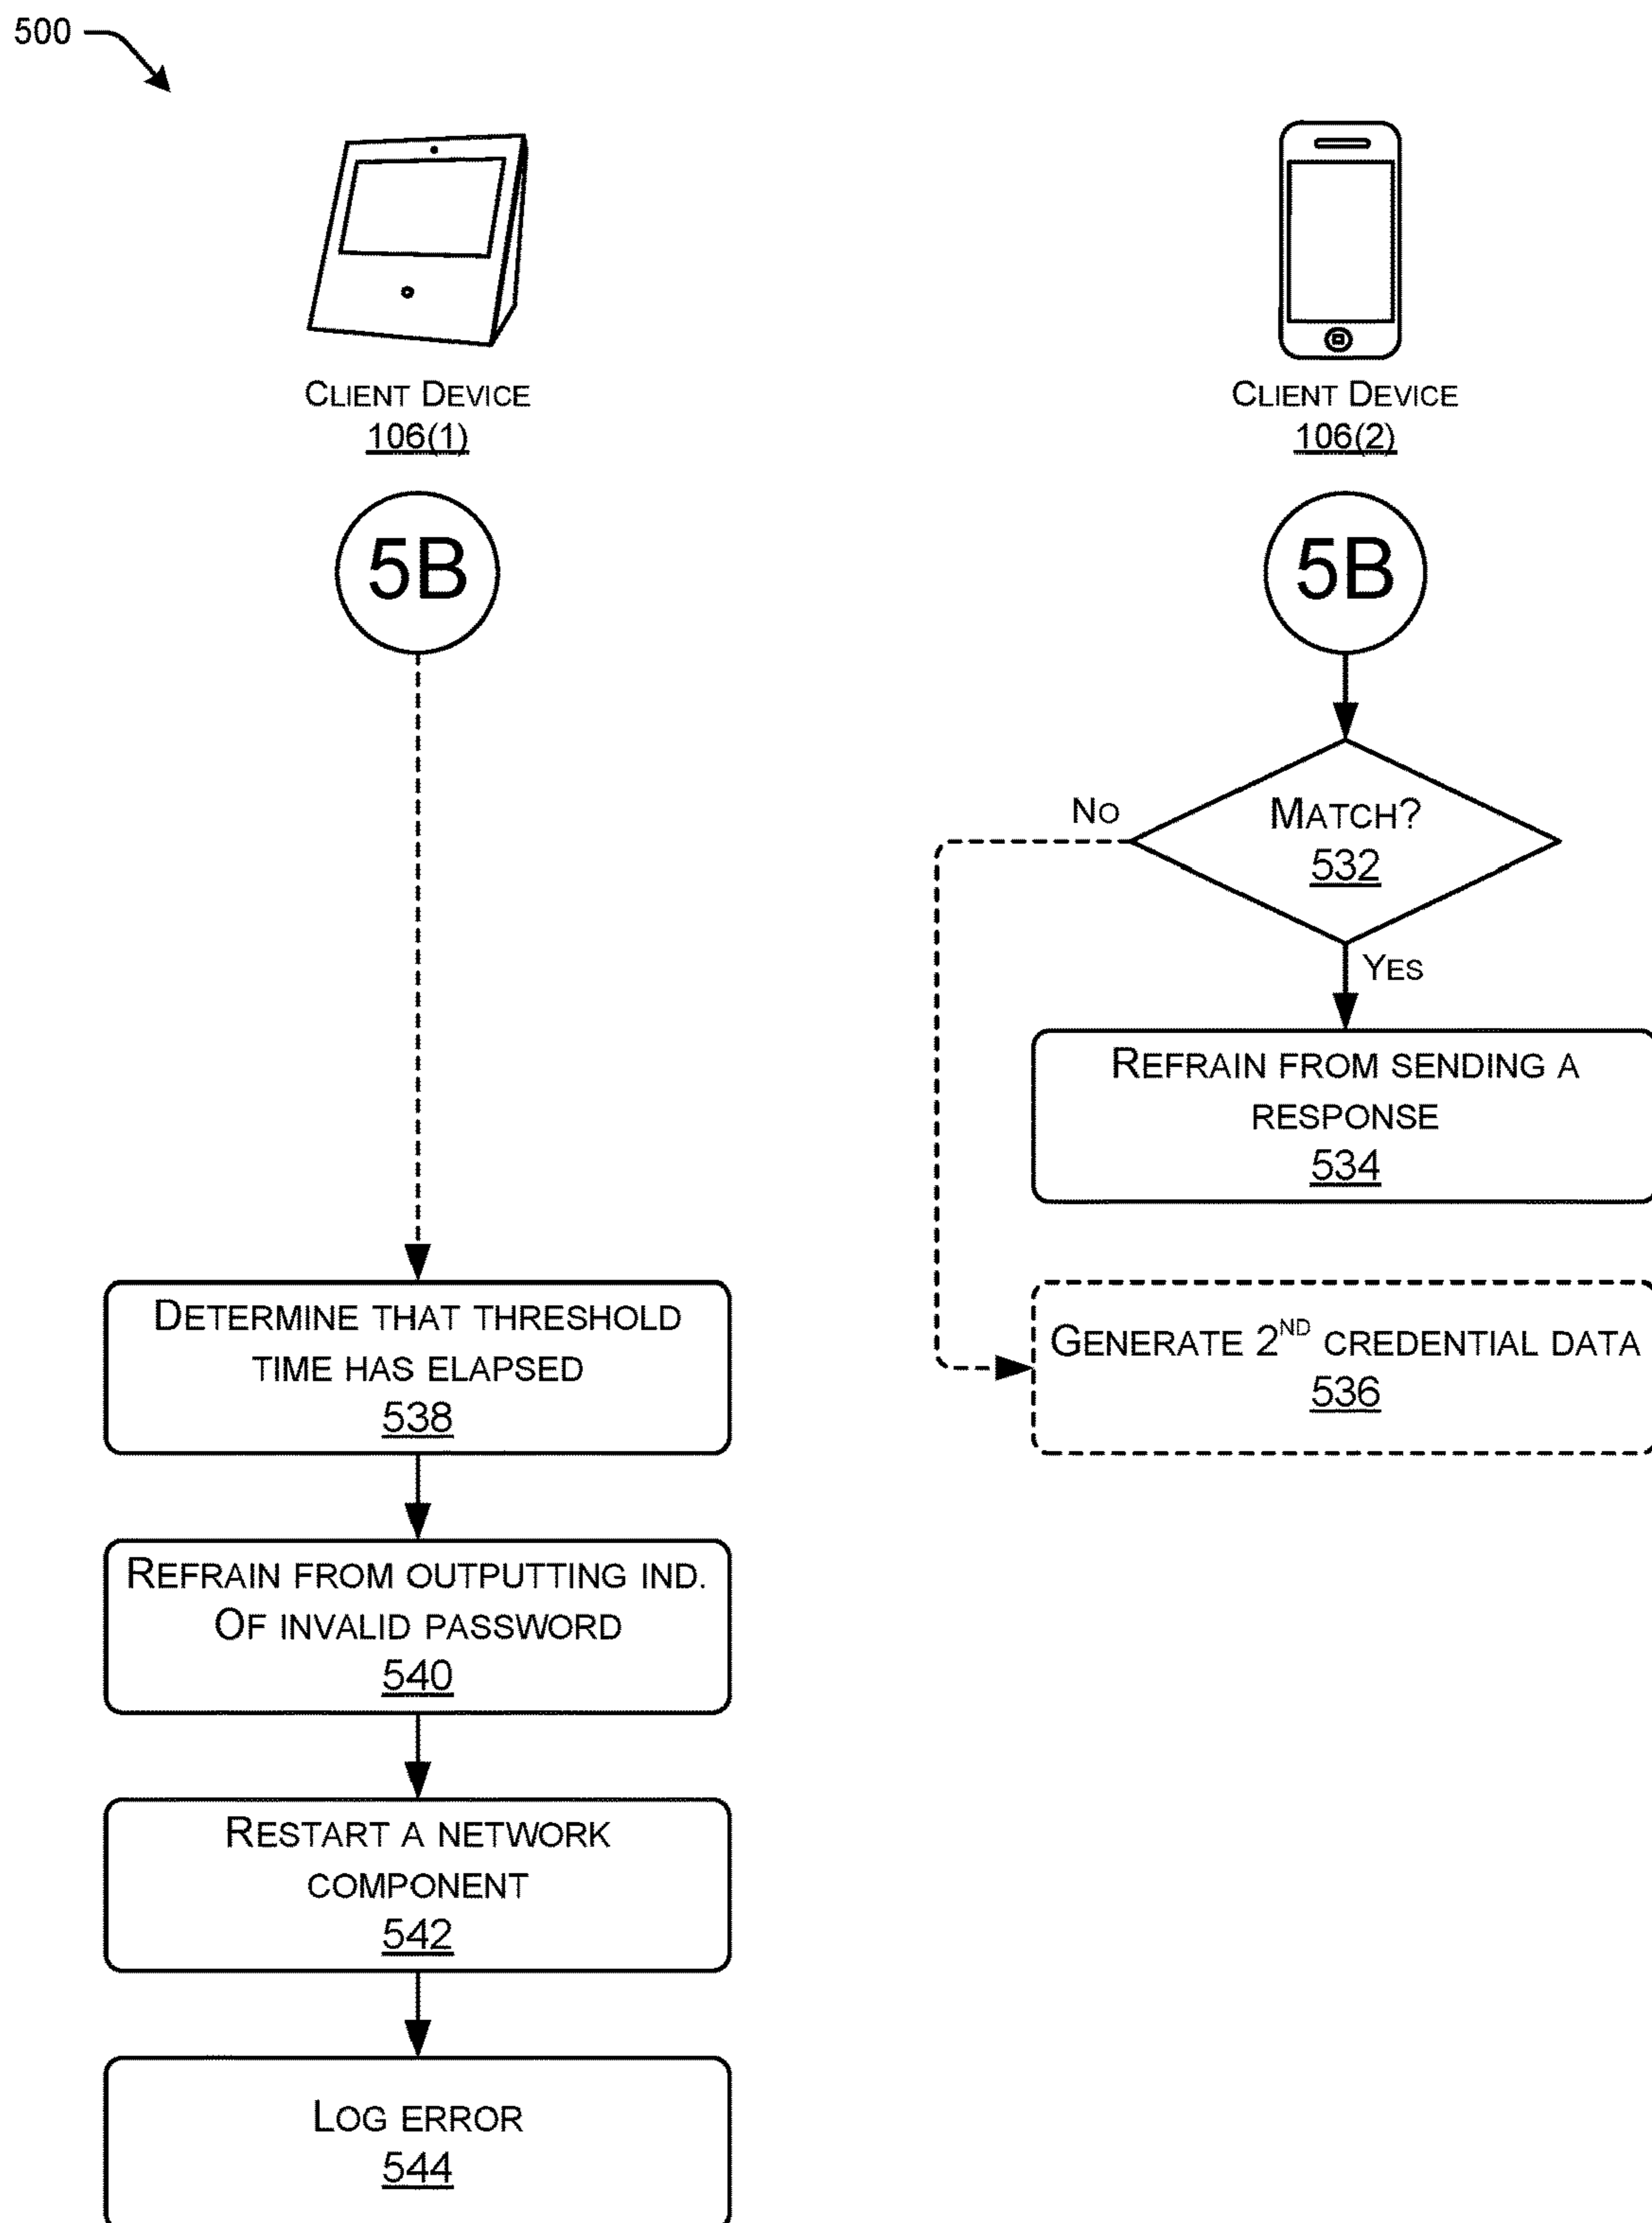 500
CLIENT DEVICE
106(1)
CLIENT DEVICE
106(2)
5B
5B
NO
MATCH?
532
YES
REFRAIN FROM SENDING A
RESPONSE
534
GENERATE 2ND CREDENTIAL DATA
536
DETERMINE THAT THRESHOLD
TIME HAS ELAPSED
538
REFRAIN FROM OUTPUTTING IND.
OF INVALID PASSWORD
540
RESTART A NETWORK
COMPONENT
542
LOG ERROR
544